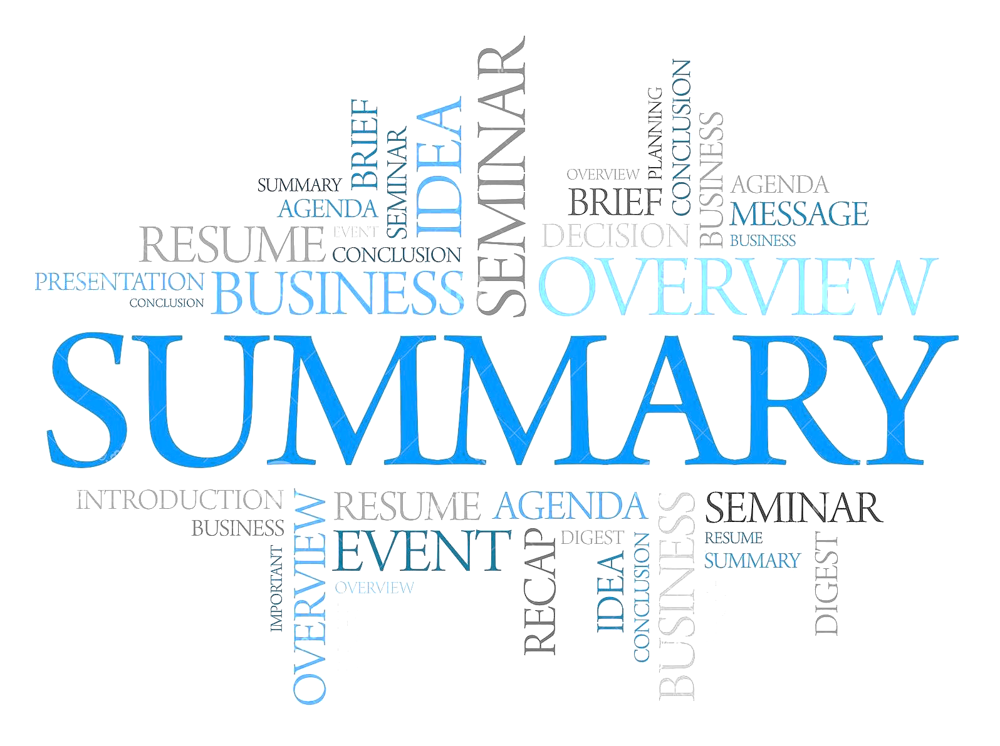 SEMINAR
CONCLUSION
PLANNING
IDEA
BRIEF
BUSINESS
SEMINAR
OVERVIEW
SUMMARY
AGENDA
BRIEF
AGENDA
MESSAGE
RESUME
EVENT
DECISION
BUSINESS
CONCLUSION
OVERVIEW
PRESENTATION
BUSINESS
CONCLUSION
SUMMARY
INTRODUCTION
OVERVIEW
RESUME
AGENDA
BUSINESS
SEMINAR
BUSINESS
EVENT
RECAP
DIGEST
CONCLUSION
RESUME
DIGEST
IMPORTANT
IDEA
SUMMARY
OVERVIEW